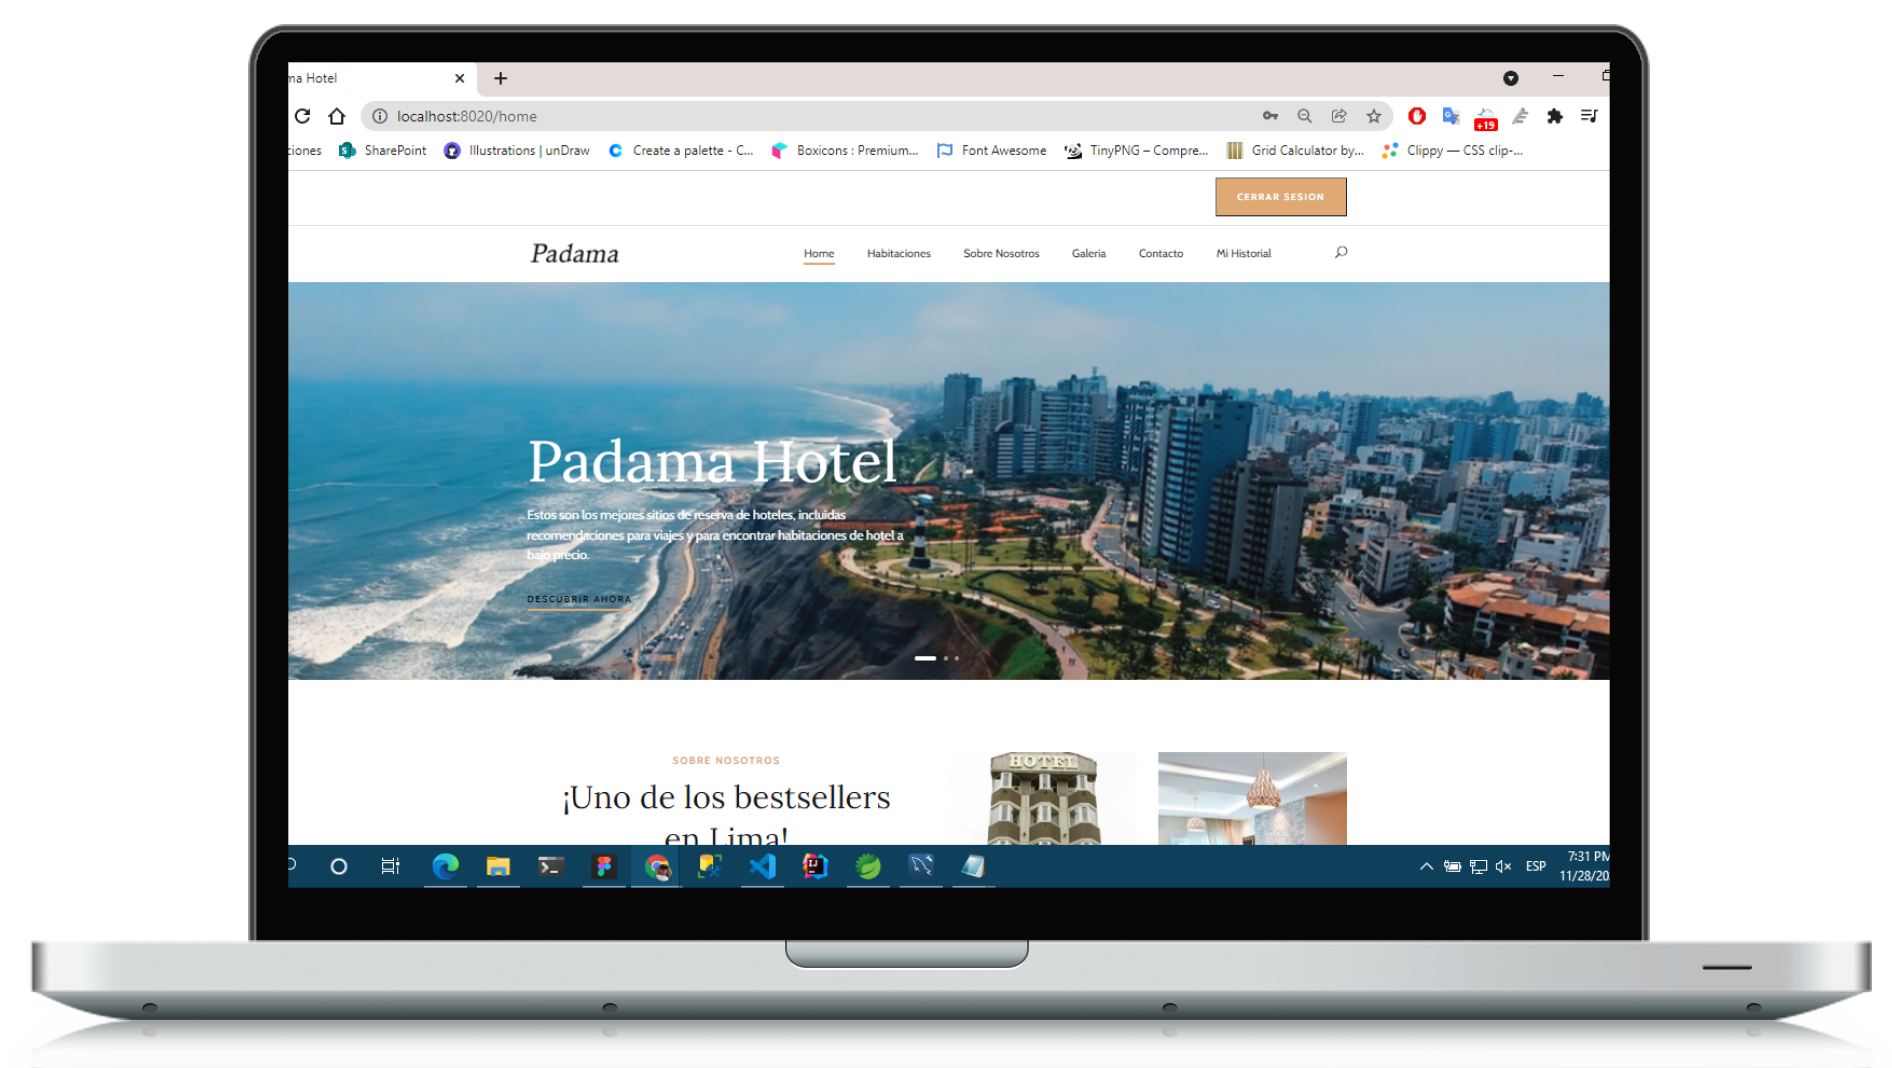 ma Hotel
localhost:8020/home
+19
ciones
SharePoint
Illustrations | unDraw
Create a palette - C...
Boxicons : Premium...
Font Awesome
TinyPNG – Compre...
Grid Calculator by...
Clippy — CSS clip-...
CERRAR SESION
Padama
Home
Habitaciones
Sobre Nosotros
Galeria
Contacto
Mi Historial
Padama Hotel
Estos son los mejores sitios de reserva de hoteles, incluidas
recomendaciones para viajes y para encontrar habitaciones de hotel a
bajo precio.
DESCUBRIR AHORA
SOBRE NOSOTROS
¡Uno de los bestsellers
en Lima!
HOTEL
ESP
7:31 PM
11/28/20